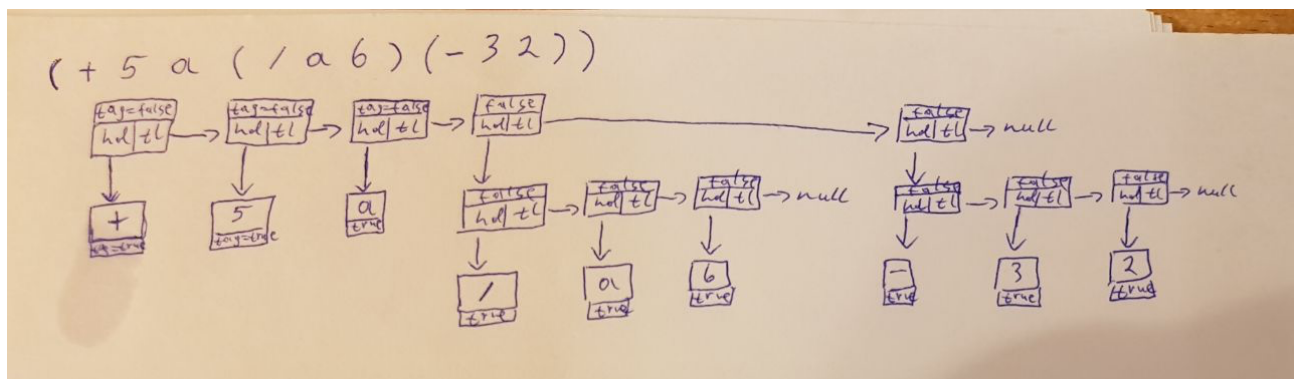 (+ 5 a (/ a 6) (- 3 2))
tag=false tag=false tag=false false false
hd|tl hd|tl hd|tl hd|tl hd|tl null
false false false false false false
+ 5 a hd|tl hd|tl hd|tl null hd|tl hd|tl hd|tl null
tag=true tag=true true
/ a 6 - 3 2
true true true true true true